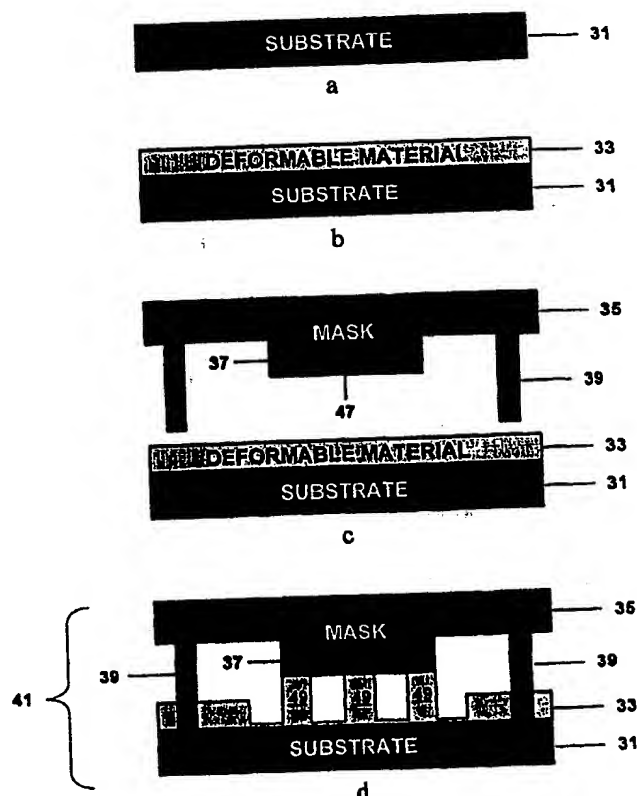 SUBSTRATE 31
a
DEFORMABLE MATERIAL 33
SUBSTRATE 31
b
35
MASK
37
39
47
DEFORMABLE MATERIAL 33
SUBSTRATE 31
c
35
MASK
39 37 39
41
33
SUBSTRATE 31
d